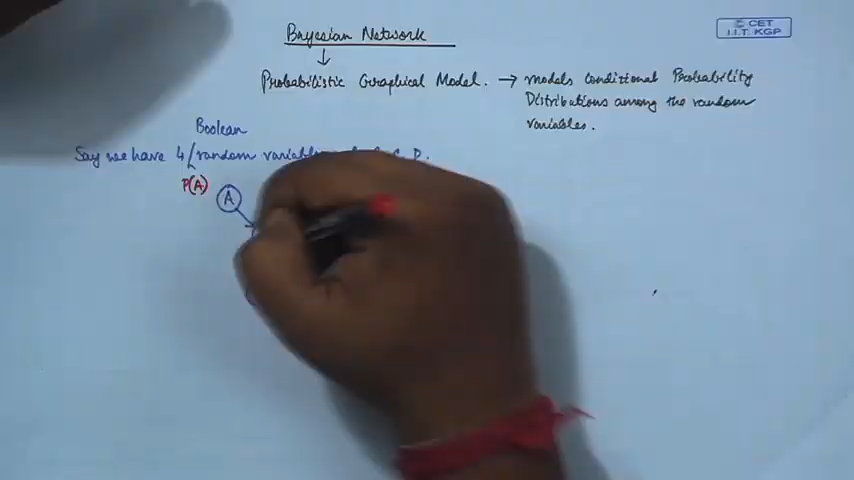 Bayesian Network
© CET
I.I.T. KGP
Probabilistic Graphical Model. → models Conditional Probability
Distributions among the random
variables.
Boolean
Say we have 4 random
P(A)
A